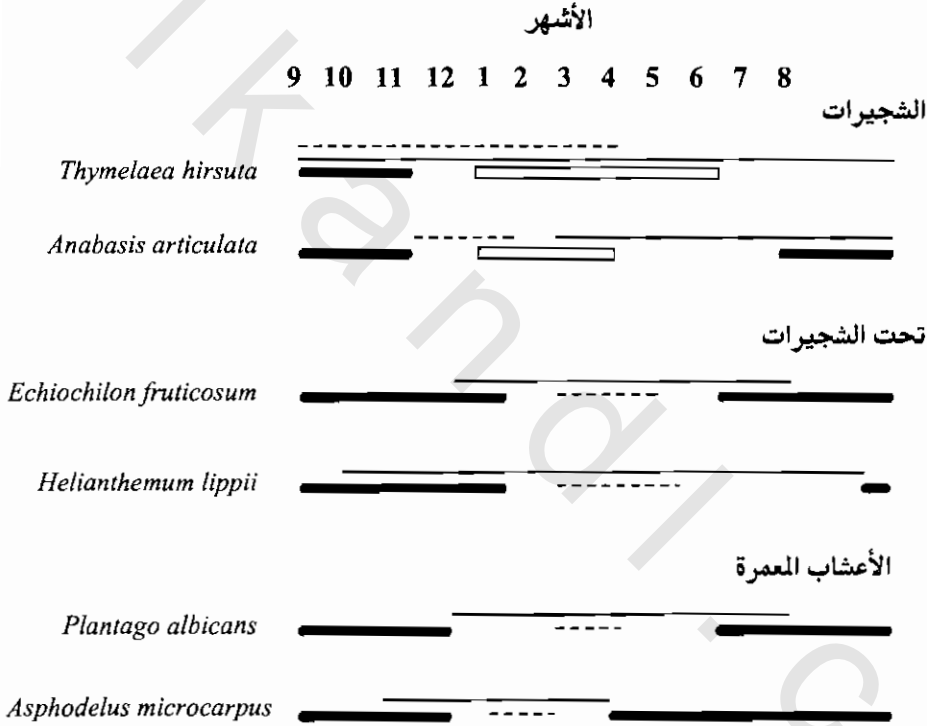 الأشهر
9 10 11 12 1 2 3 4 5 6 7 8
الشجيرات
Thymelaea hirsuta
Anabasis articulata
تحت الشجيرات
Echiochilon fruticosum
Helianthemum lippii
الأعشاب المعمرة
Plantago albicans
Asphodelus microcarpus